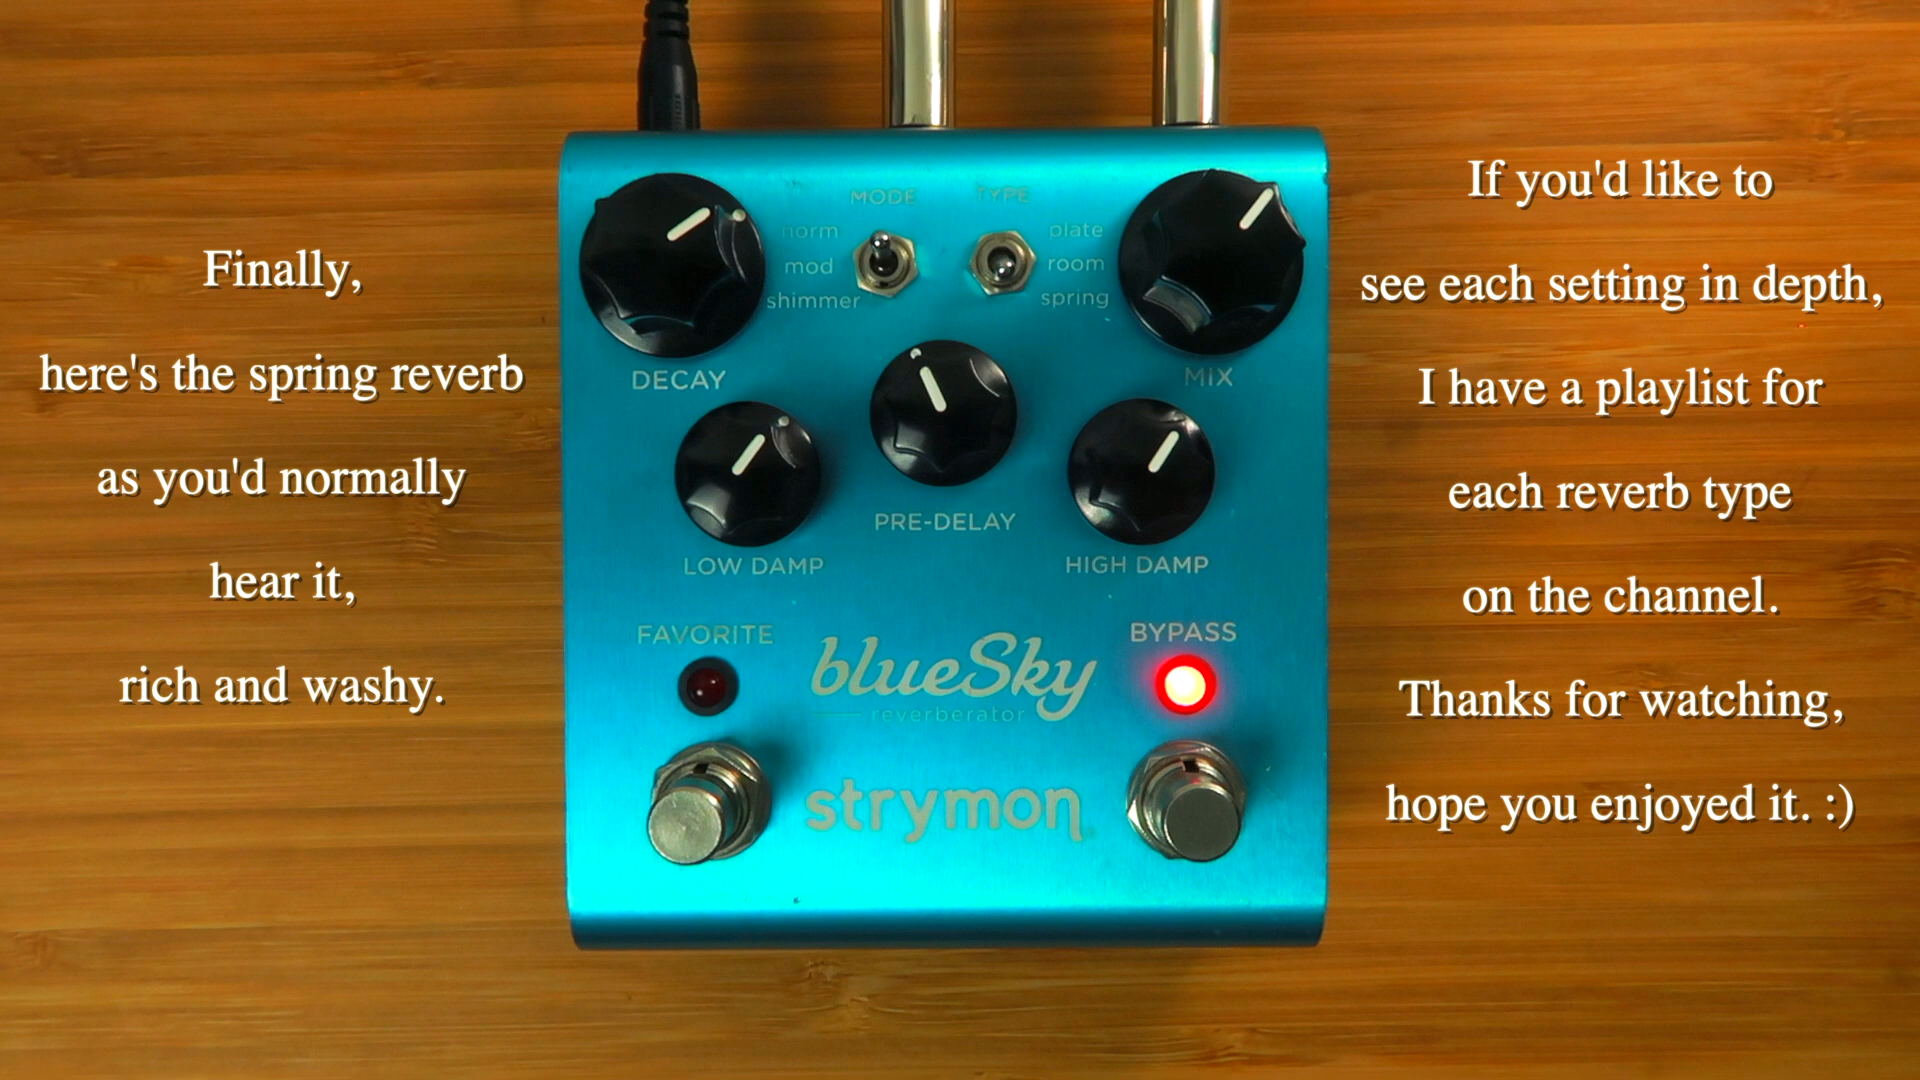 Finally,
here's the spring reverb
as you'd normally
hear it,
rich and washy.
MODE
TYPE
norm
mod
shimmer
plate
room
spring
DECAY
MIX
PRE-DELAY
LOW DAMP
HIGH DAMP
FAVORITE
BYPASS
blueSky
reverberator
strymon
If you'd like to
see each setting in depth,
I have a playlist for
each reverb type
on the channel.
Thanks for watching,
hope you enjoyed it. :)